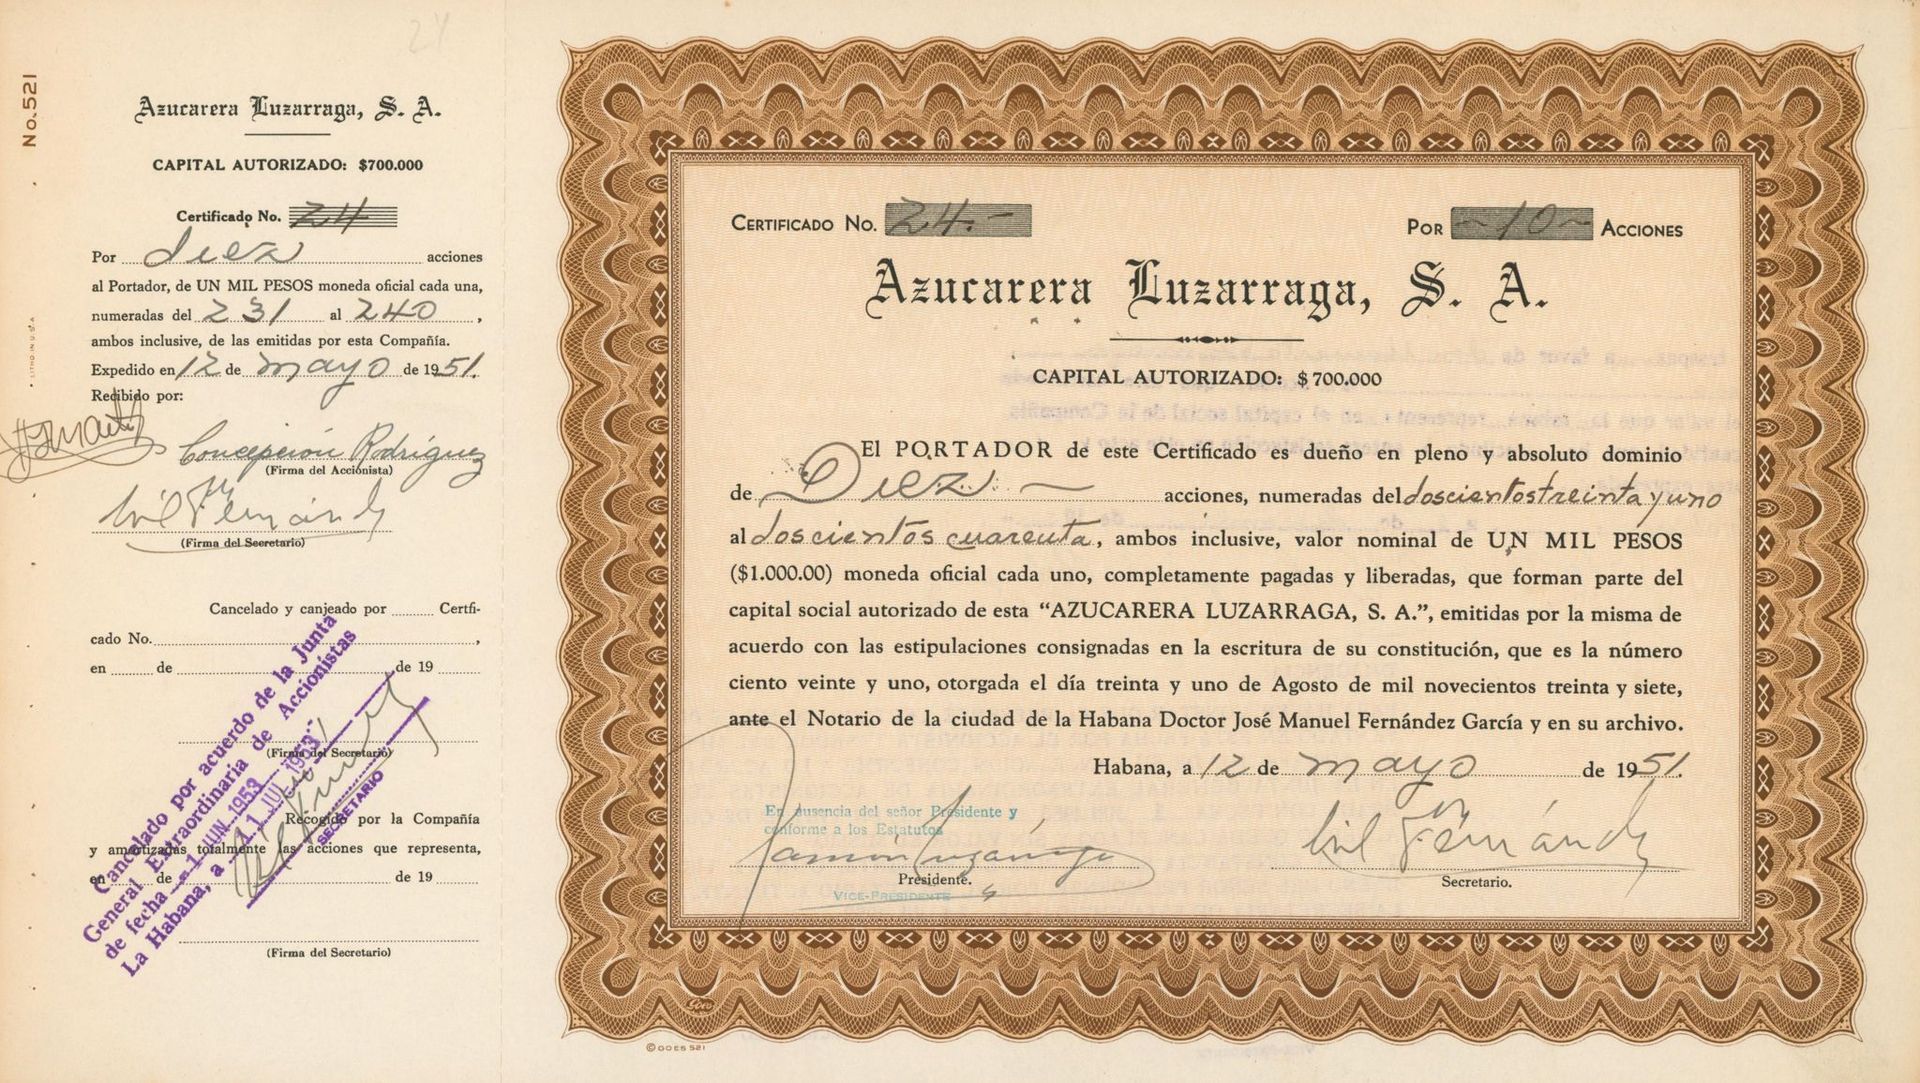 24
No. 521
LITHO IN U.S.A.
Azucarera Luzarraga, S. A.
CAPITAL AUTORIZADO: $700.000
Certificado No. 24
Por diez acciones
al Portador, de UN MIL PESOS moneda oficial cada una,
numeradas del 231 al 240,
ambos inclusive, de las emitidas por esta Compañía.
Expedido en 12 de mayo de 1951.
Recibido por:
Concepción Rodríguez
(Firma del Accionista)
(Firma del Secretario)
Cancelado y canjeado por ........ Certfi-
cado No. ........,
en ........ de ........ de 19 ........
(Firma del Secretario)
Recogido por la Compañía
y amortizadas totalmente las acciones que representa,
en ........ de ........ de 19 ........
(Firma del Secretario)
Cancelado por acuerdo de la Junta
General Extraordinaria de Accionistas
de fecha -1 JUN. 1953
La Habana, a -1 JUL 1953
SECRETARIO
CERTIFICADO No. 24.-
POR -10- ACCIONES
Azucarera Luzarraga, S. A.
CAPITAL AUTORIZADO: $700.000
El PORTADOR de este Certificado es dueño en pleno y absoluto dominio
de Diez acciones, numeradas del doscientos treinta y uno
al doscientos cuarenta, ambos inclusive, valor nominal de UN MIL PESOS
($1.000.00) moneda oficial cada uno, completamente pagadas y liberadas, que forman parte del
capital social autorizado de esta “AZUCARERA LUZARRAGA, S. A.”, emitidas por la misma de
acuerdo con las estipulaciones consignadas en la escritura de su constitución, que es la número
ciento veinte y uno, otorgada el día treinta y uno de Agosto de mil novecientos treinta y siete,
ante el Notario de la ciudad de la Habana Doctor José Manuel Fernández García y en su archivo.
Habana, a 12 de mayo de 1951.
En ausencia del señor Presidente y
conforme a los Estatutos
Ramón Luzárraga
Presidente.
VICE-PRESIDENTE
Secretario.
Goes
© GOES 521